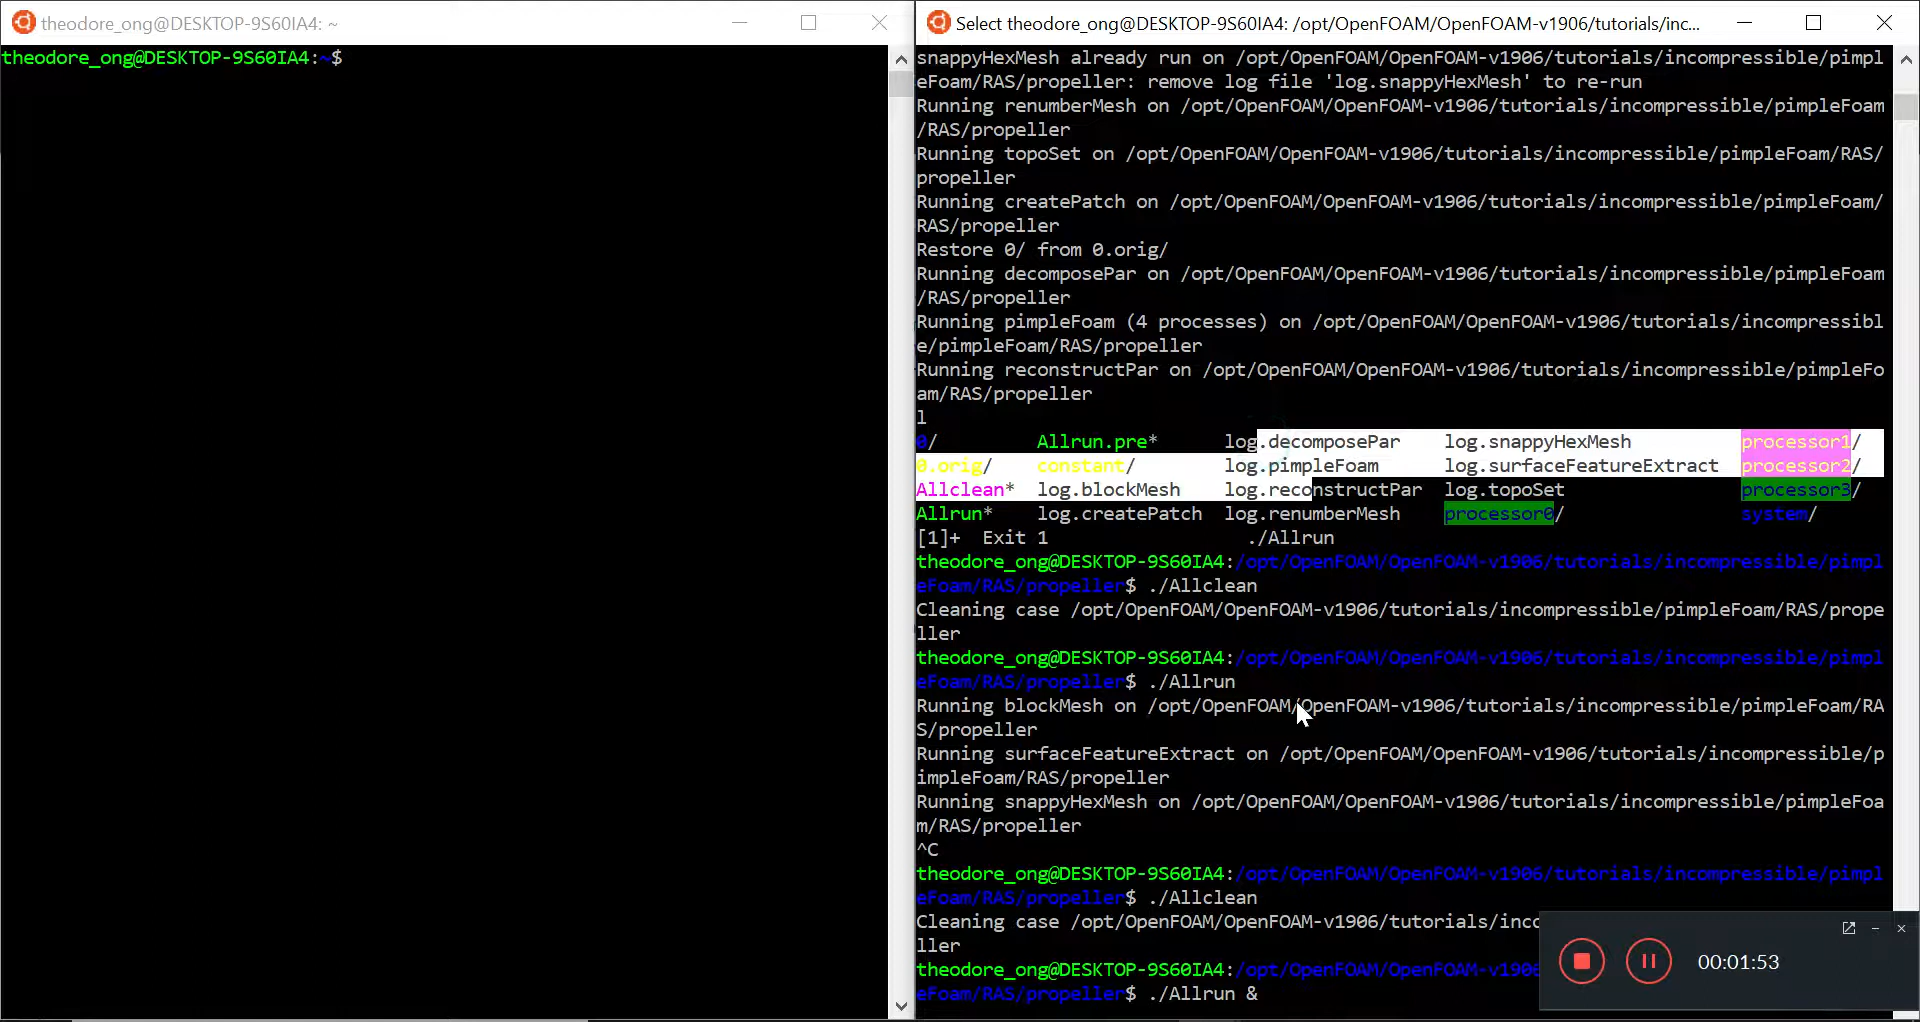 theodore_ong@DESKTOP-9S60IA4: ~
theodore_ong@DESKTOP-9S60IA4:~$
Select theodore_ong@DESKTOP-9S60IA4: /opt/OpenFOAM/OpenFOAM-v1906/tutorials/inc...
snappyHexMesh already run on /opt/OpenFOAM/OpenFOAM-v1906/tutorials/incompressible/pimpl
eFoam/RAS/propeller: remove log file 'log.snappyHexMesh' to re-run
Running renumberMesh on /opt/OpenFOAM/OpenFOAM-v1906/tutorials/incompressible/pimpleFoam
/RAS/propeller
Running topoSet on /opt/OpenFOAM/OpenFOAM-v1906/tutorials/incompressible/pimpleFoam/RAS/
propeller
Running createPatch on /opt/OpenFOAM/OpenFOAM-v1906/tutorials/incompressible/pimpleFoam/
RAS/propeller
Restore 0/ from 0.orig/
Running decomposePar on /opt/OpenFOAM/OpenFOAM-v1906/tutorials/incompressible/pimpleFoam
/RAS/propeller
Running pimpleFoam (4 processes) on /opt/OpenFOAM/OpenFOAM-v1906/tutorials/incompressibl
e/pimpleFoam/RAS/propeller
Running reconstructPar on /opt/OpenFOAM/OpenFOAM-v1906/tutorials/incompressible/pimpleFo
am/RAS/propeller
l
0/ Allrun.pre* log.decomposePar log.snappyHexMesh processor1/
0.orig/ constant/ log.pimpleFoam log.surfaceFeatureExtract processor2/
Allclean* log.blockMesh log.reconstructPar log.topoSet processor3/
Allrun* log.createPatch log.renumberMesh processor0/ system/
[1]+ Exit 1 ./Allrun
theodore_ong@DESKTOP-9S60IA4:/opt/OpenFOAM/OpenFOAM-v1906/tutorials/incompressible/pimpl
eFoam/RAS/propeller$ ./Allclean
Cleaning case /opt/OpenFOAM/OpenFOAM-v1906/tutorials/incompressible/pimpleFoam/RAS/prope
ller
theodore_ong@DESKTOP-9S60IA4:/opt/OpenFOAM/OpenFOAM-v1906/tutorials/incompressible/pimpl
eFoam/RAS/propeller$ ./Allrun
Running blockMesh on /opt/OpenFOAM/OpenFOAM-v1906/tutorials/incompressible/pimpleFoam/RA
S/propeller
Running surfaceFeatureExtract on /opt/OpenFOAM/OpenFOAM-v1906/tutorials/incompressible/p
impleFoam/RAS/propeller
Running snappyHexMesh on /opt/OpenFOAM/OpenFOAM-v1906/tutorials/incompressible/pimpleFoa
m/RAS/propeller
^C
theodore_ong@DESKTOP-9S60IA4:/opt/OpenFOAM/OpenFOAM-v1906/tutorials/incompressible/pimpl
eFoam/RAS/propeller$ ./Allclean
Cleaning case /opt/OpenFOAM/OpenFOAM-v1906/tutorials/inc
ller
theodore_ong@DESKTOP-9S60IA4:/opt/OpenFOAM/OpenFOAM-v190
eFoam/RAS/propeller$ ./Allrun &
00:01:53